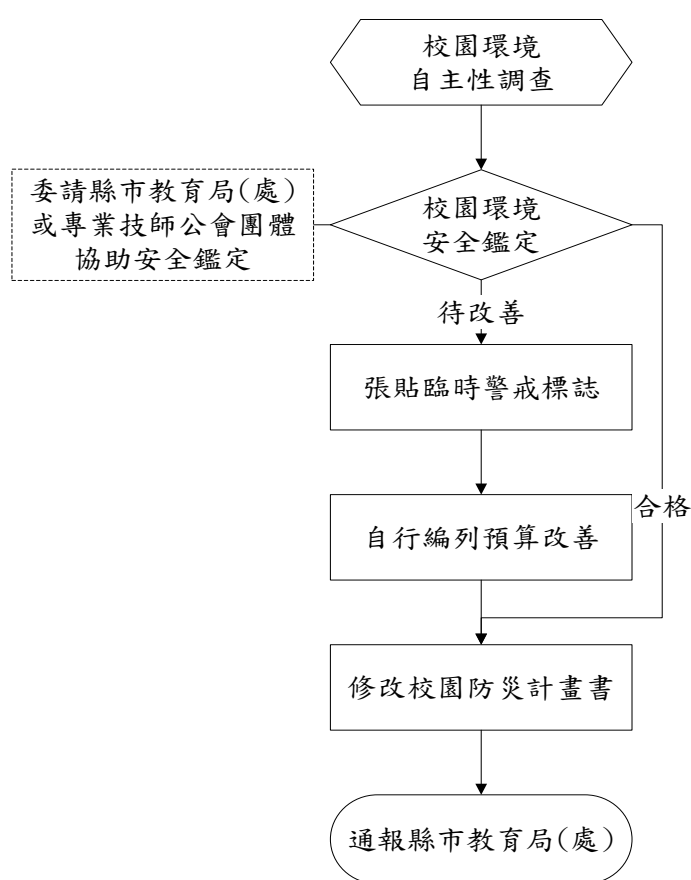 校園環境
自主性調查
委請縣市教育局(處)
或專業技師公會團體
協助安全鑑定
校園環境
安全鑑定
待改善
張貼臨時警戒標誌
自行編列預算改善
合格
修改校園防災計畫書
通報縣市教育局(處)